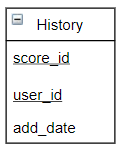 History
score_id
user_id
add_date